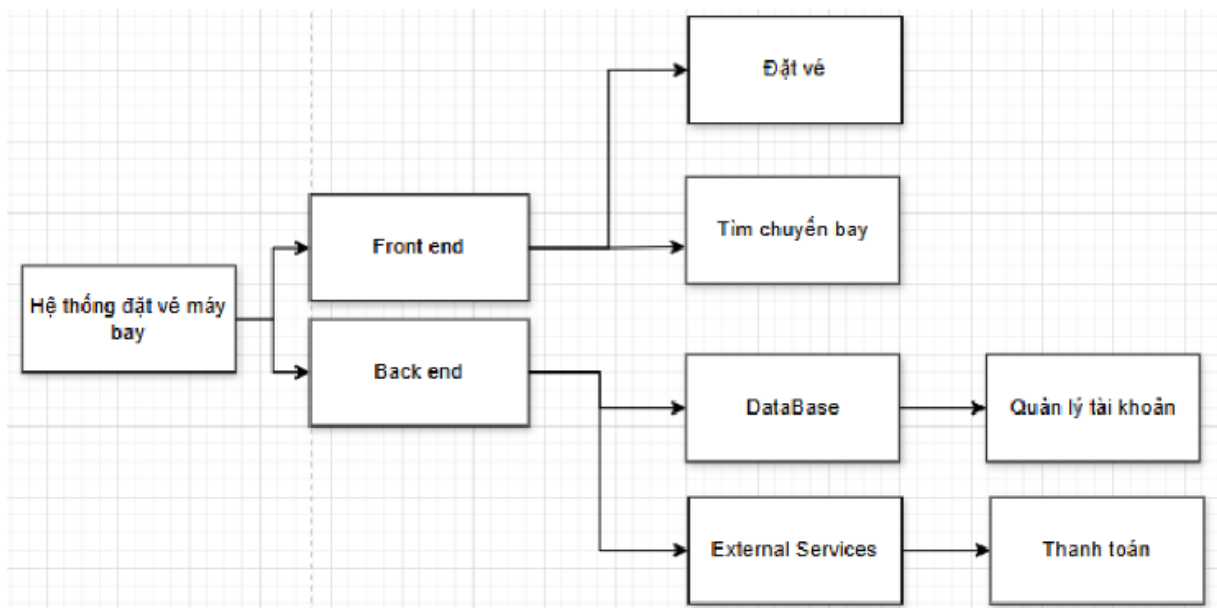 Đặt vé
Tìm chuyến bay
Front end
Hệ thống đặt vé máy
bay
Back end
DataBase
Quản lý tài khoản
External Services
Thanh toán